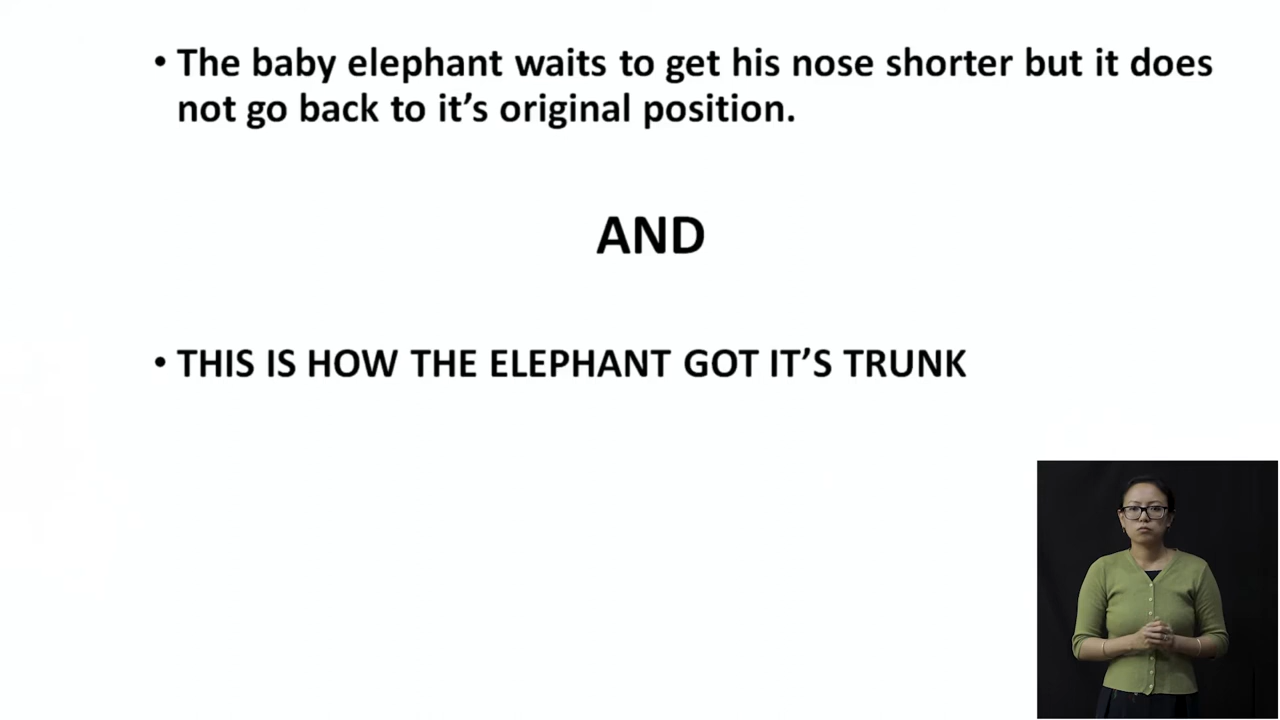 • The baby elephant waits to get his nose shorter but it does
not go back to it’s original position.
AND
• THIS IS HOW THE ELEPHANT GOT IT’S TRUNK